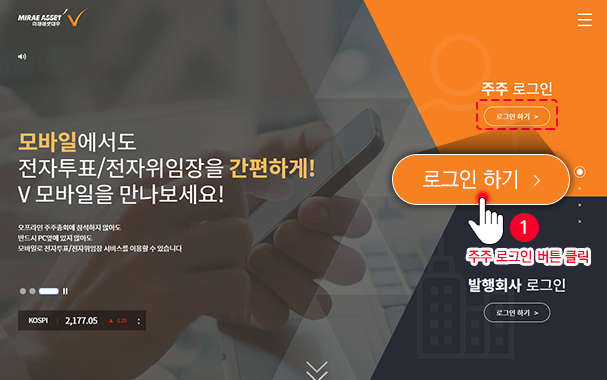 MIRAE ASSET
미래에셋대우
모바일에서도
전자투표/전자위임장을 간편하게!
V 모바일을 만나보세요!
오프라인 주주총회에 참석하지 않아도
반드시 PC앞에 있지 않아도
모바일로 전자투표/전자위임장 서비스를 이용할 수 있습니다
KOSPI 2,177.05 ▲ -3.20
주주 로그인
로그인 하기 >
로그인 하기 >
1
주주 로그인 버튼 클릭
발행회사 로그인
로그인 하기 >